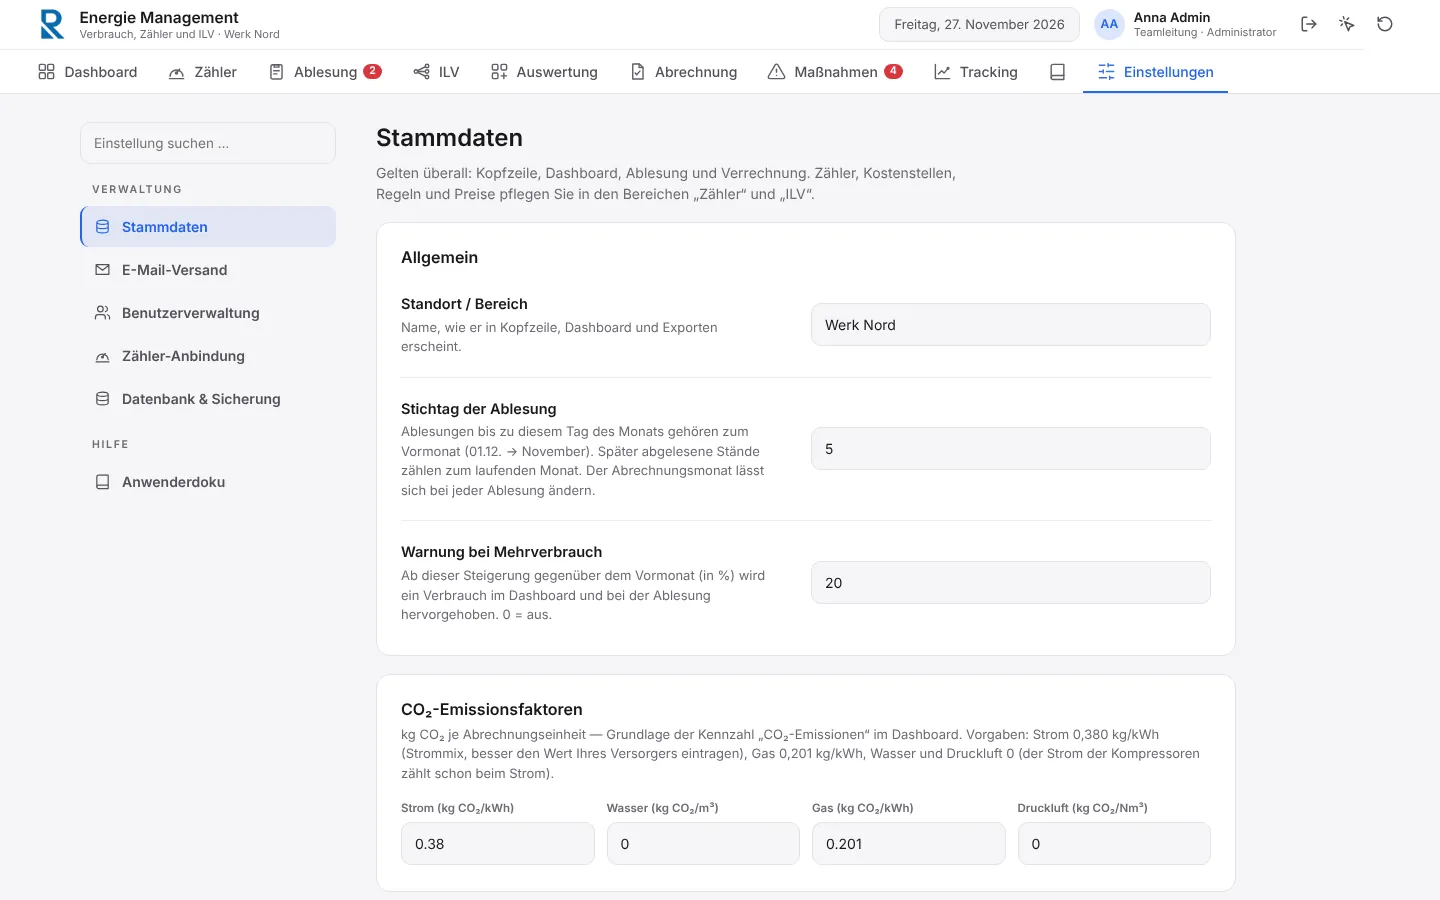 Energie Management
Verbrauch, Zähler und ILV · Werk Nord
Freitag, 27. November 2026
AA
Anna Admin
Teamleitung · Administrator
Dashboard
Zähler
Ablesung 2
ILV
Auswertung
Abrechnung
Maßnahmen 4
Tracking
Einstellungen
Einstellung suchen ...
VERWALTUNG
Stammdaten
E-Mail-Versand
Benutzerverwaltung
Zähler-Anbindung
Datenbank & Sicherung
HILFE
Anwenderdoku
Stammdaten
Gelten überall: Kopfzeile, Dashboard, Ablesung und Verrechnung. Zähler, Kostenstellen,
Regeln und Preise pflegen Sie in den Bereichen „Zähler“ und „ILV“.
Allgemein
Standort / Bereich
Name, wie er in Kopfzeile, Dashboard und Exporten
erscheint.
Werk Nord
Stichtag der Ablesung
Ablesungen bis zu diesem Tag des Monats gehören zum
Vormonat (01.12. → November). Später abgelesene Stände
zählen zum laufenden Monat. Der Abrechnungsmonat lässt
sich bei jeder Ablesung ändern.
5
Warnung bei Mehrverbrauch
Ab dieser Steigerung gegenüber dem Vormonat (in %) wird
ein Verbrauch im Dashboard und bei der Ablesung
hervorgehoben. 0 = aus.
20
CO₂-Emissionsfaktoren
kg CO₂ je Abrechnungseinheit — Grundlage der Kennzahl „CO₂-Emissionen“ im Dashboard. Vorgaben: Strom 0,380 kg/kWh
(Strommix, besser den Wert Ihres Versorgers eintragen), Gas 0,201 kg/kWh, Wasser und Druckluft 0 (der Strom der Kompressoren
zählt schon beim Strom).
Strom (kg CO₂/kWh)
Wasser (kg CO₂/m³)
Gas (kg CO₂/kWh)
Druckluft (kg CO₂/Nm³)
0.38
0
0.201
0